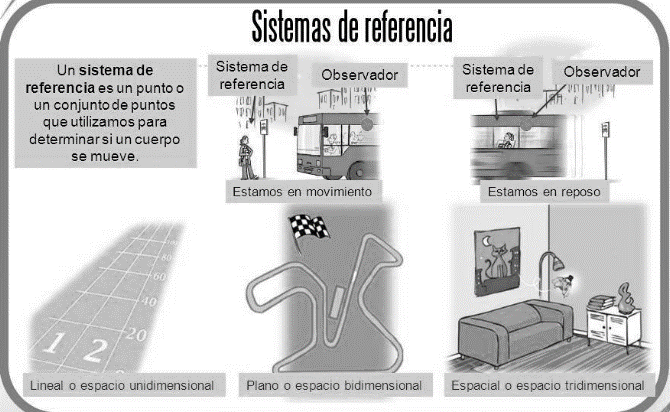 Sistemas de referencia
Un sistema de
referencia es un punto o
un conjunto de puntos
que utilizamos para
determinar si un cuerpo
se mueve.
Sistema de
referencia
Observador
Estamos en movimiento
Sistema de
referencia
Observador
Estamos en reposo
80
60
40
20
1 2
Lineal o espacio unidimensional
Plano o espacio bidimensional
Espacial o espacio tridimensional